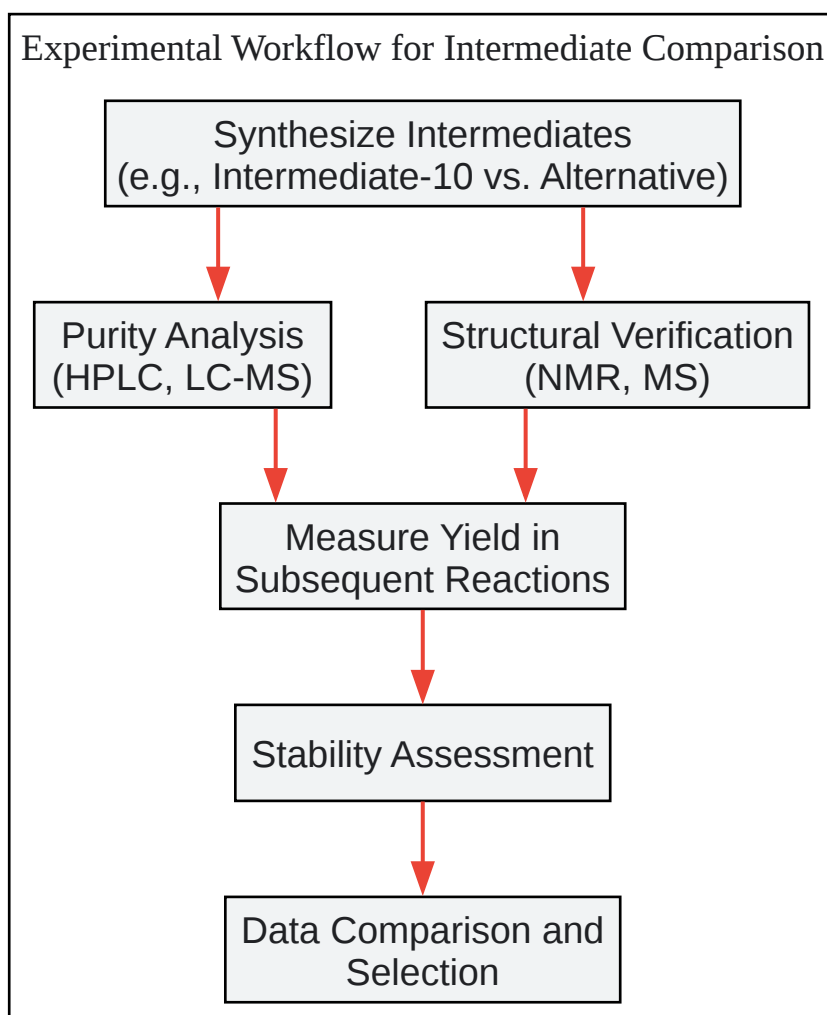 Experimental Workflow for Intermediate Comparison
Synthesize Intermediates
(e.g., Intermediate-10 vs. Alternative)
Purity Analysis
(HPLC, LC-MS)
Structural Verification
(NMR, MS)
Measure Yield in
Subsequent Reactions
Stability Assessment
Data Comparison and
Selection